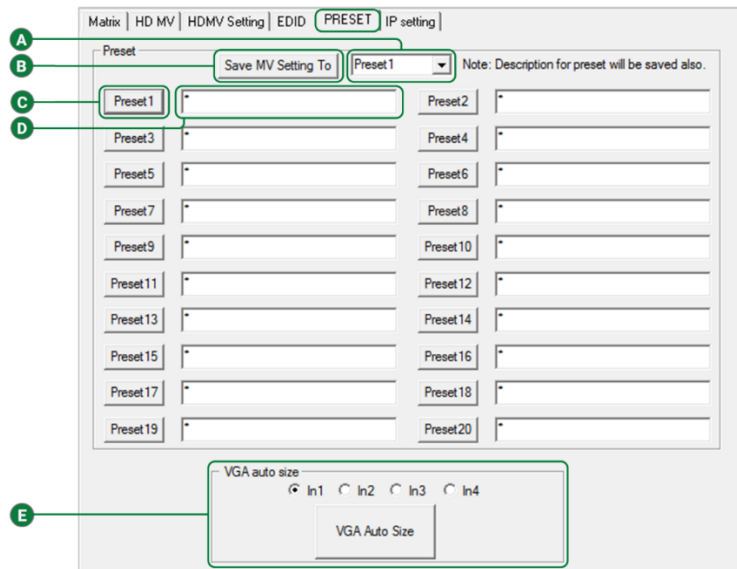 Matrix HD MV HDMV Setting EDID PRESET IP setting
A
Preset
B Save MV Setting To Preset1 Note: Description for preset will be saved also.
C Preset1 * Preset2 *
D
Preset3 * Preset4 *
Preset5 * Preset6 *
Preset7 * Preset8 *
Preset9 * Preset10 *
Preset11 * Preset12 *
Preset13 * Preset14 *
Preset15 * Preset16 *
Preset17 * Preset18 *
Preset19 * Preset20 *
VGA auto size
In1 In2 In3 In4
E VGA Auto Size